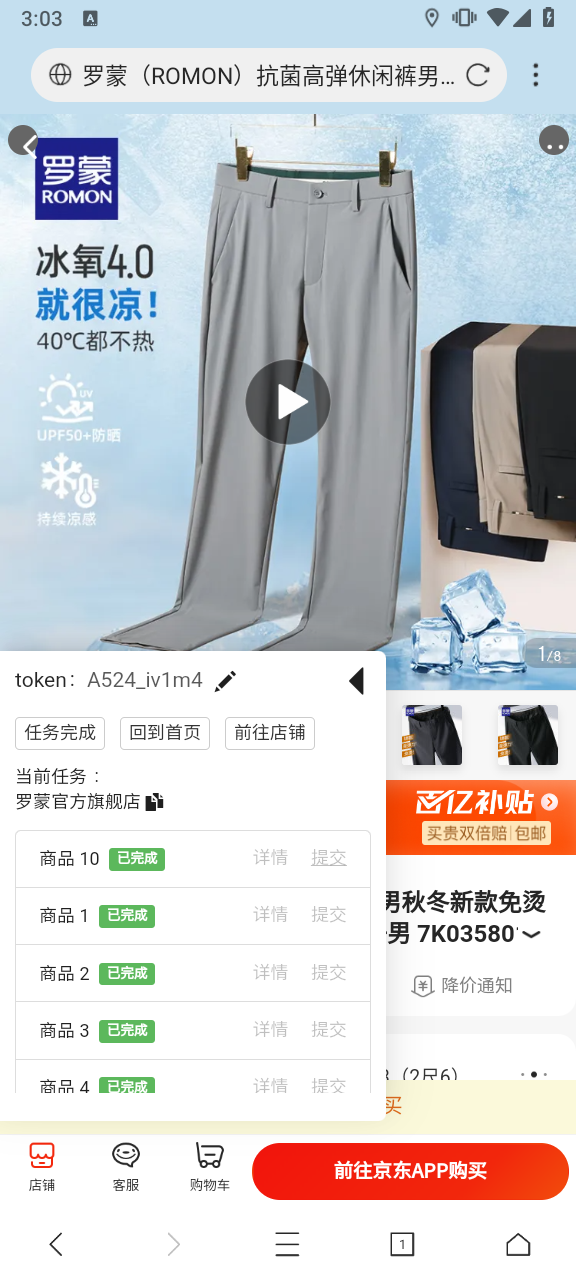 3:03
A
罗蒙（ROMON）抗菌高弹休闲裤男...
罗蒙
ROMON
冰氧4.0
就很凉!
40℃都不热
UV
UPF50+防晒
持续凉感
1/8
token： A524_iv1m4
任务完成 回到首页 前往店铺
当前任务：
罗蒙官方旗舰店
商品 10 已完成 详情 提交
商品 1 已完成 详情 提交
商品 2 已完成 详情 提交
商品 3 已完成 详情 提交
商品 4 已完成 详情 提交
百亿补贴
买贵双倍赔 包邮
男秋冬新款免烫
男 7K03580
降价通知
（2尺6）
买
店铺 客服 购物车 前往京东APP购买
1